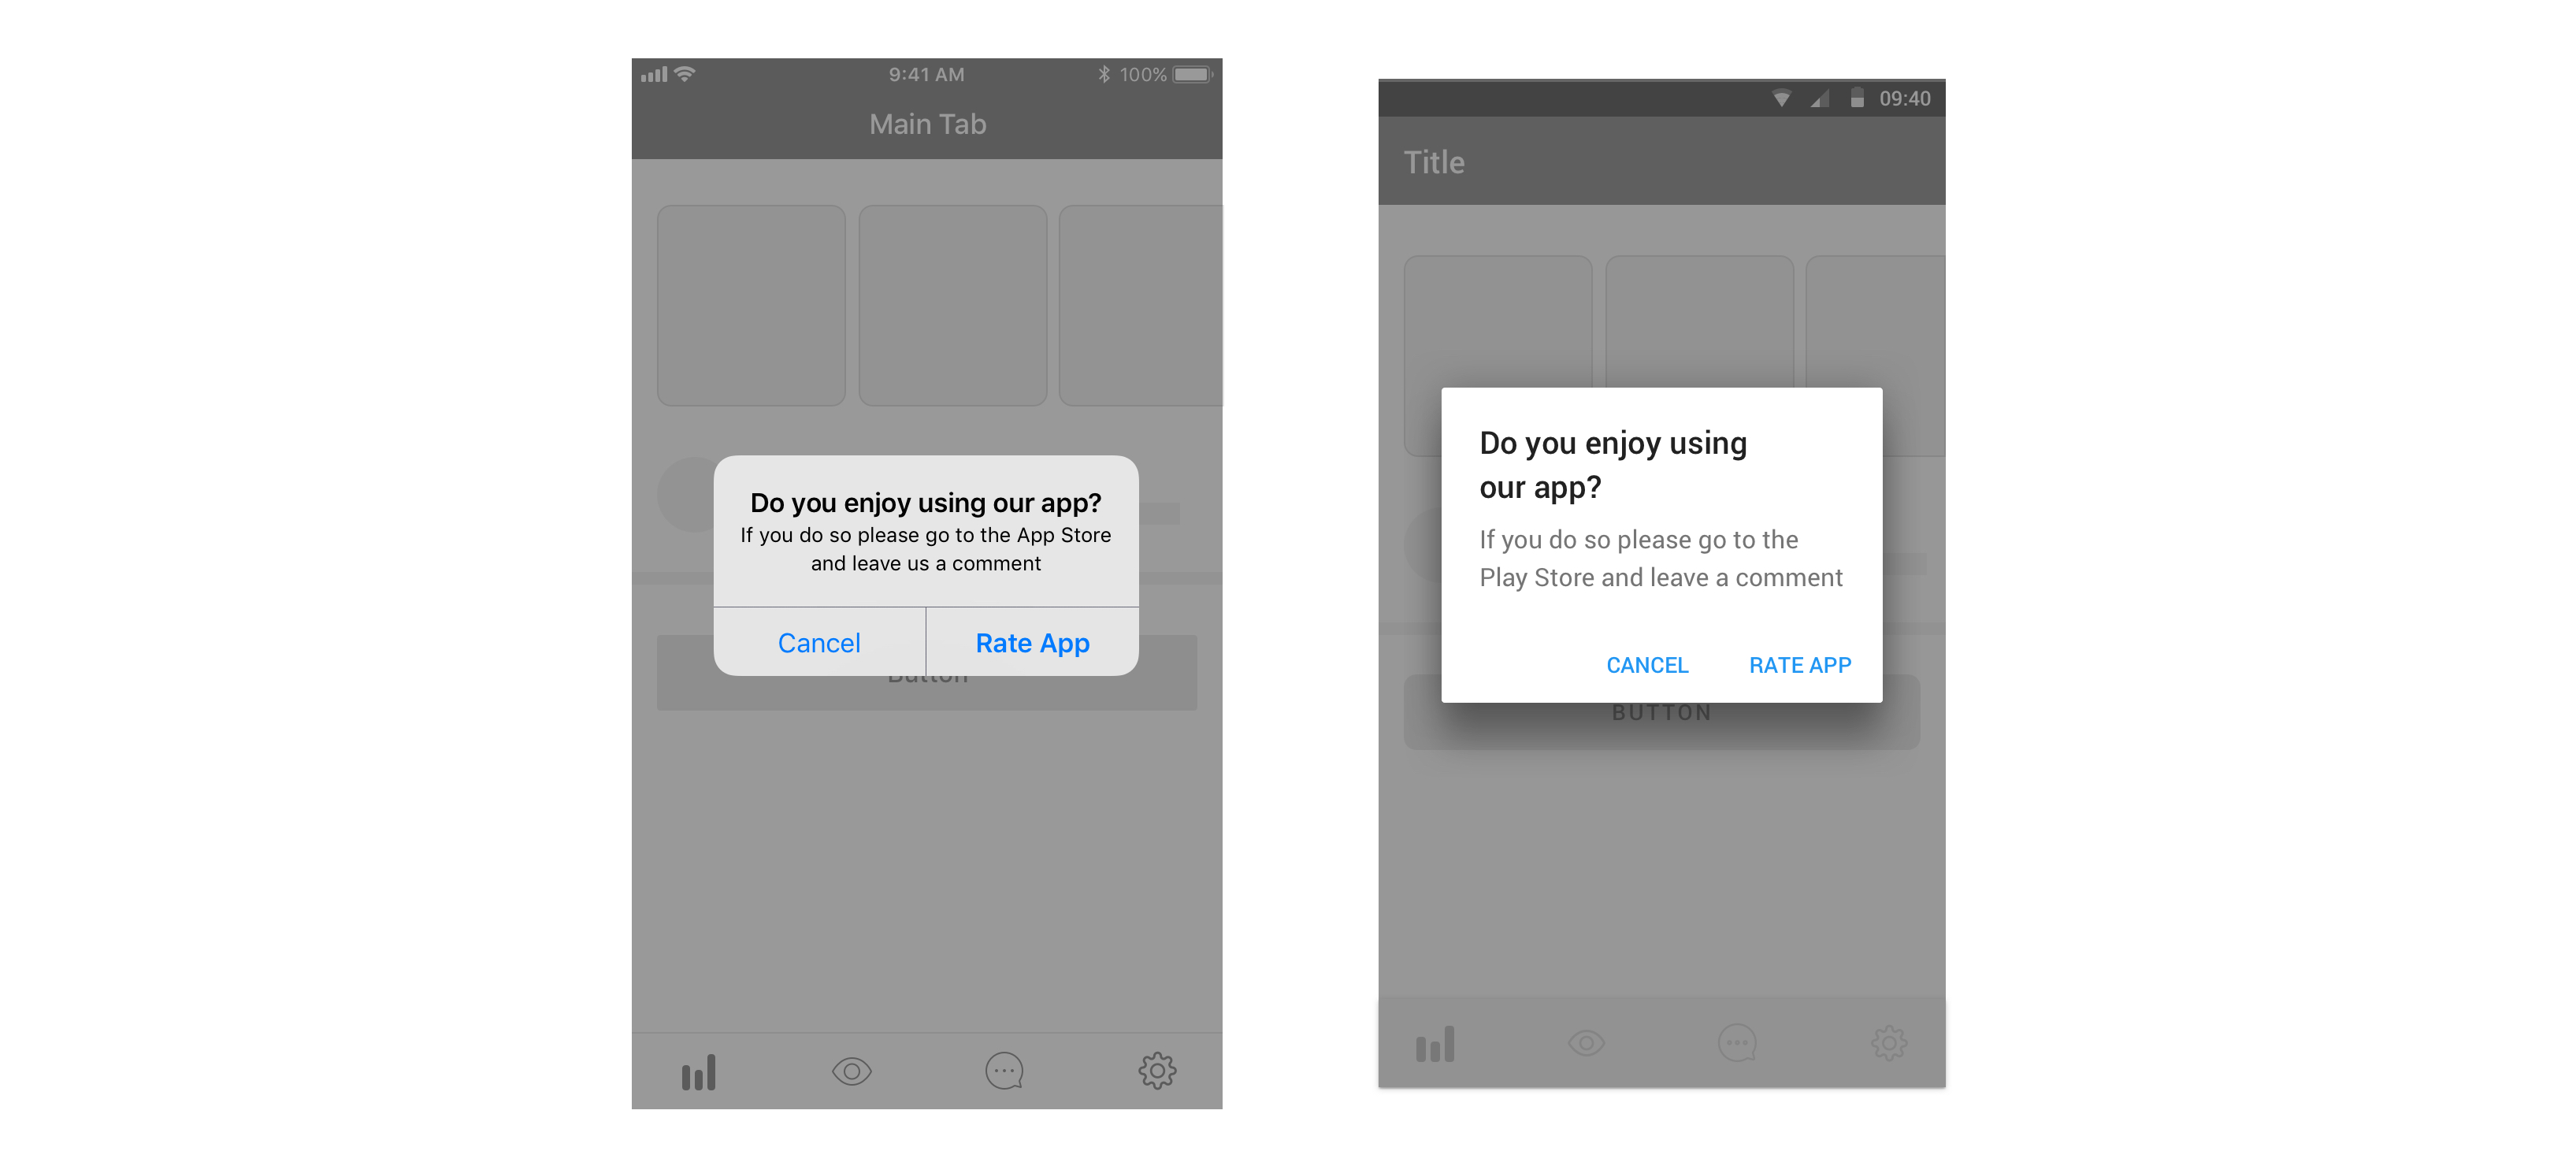 9:41 AM
100%
Main Tab
Do you enjoy using our app?
If you do so please go to the App Store
and leave us a comment
Cancel
Rate App
Button
09:40
Title
Do you enjoy using
our app?
If you do so please go to the
Play Store and leave a comment
CANCEL
RATE APP
BUTTON